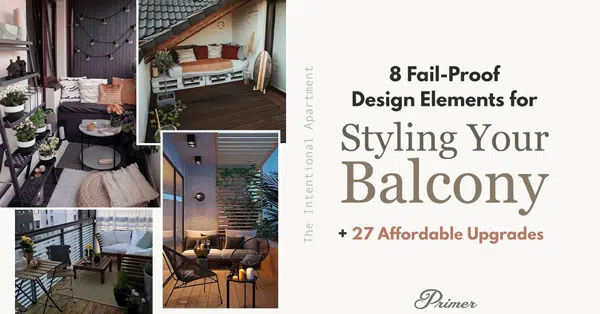 The Intentional Apartment
8 Fail-Proof
Design Elements for
Styling Your
Balcony
+ 27 Affordable Upgrades
Primer